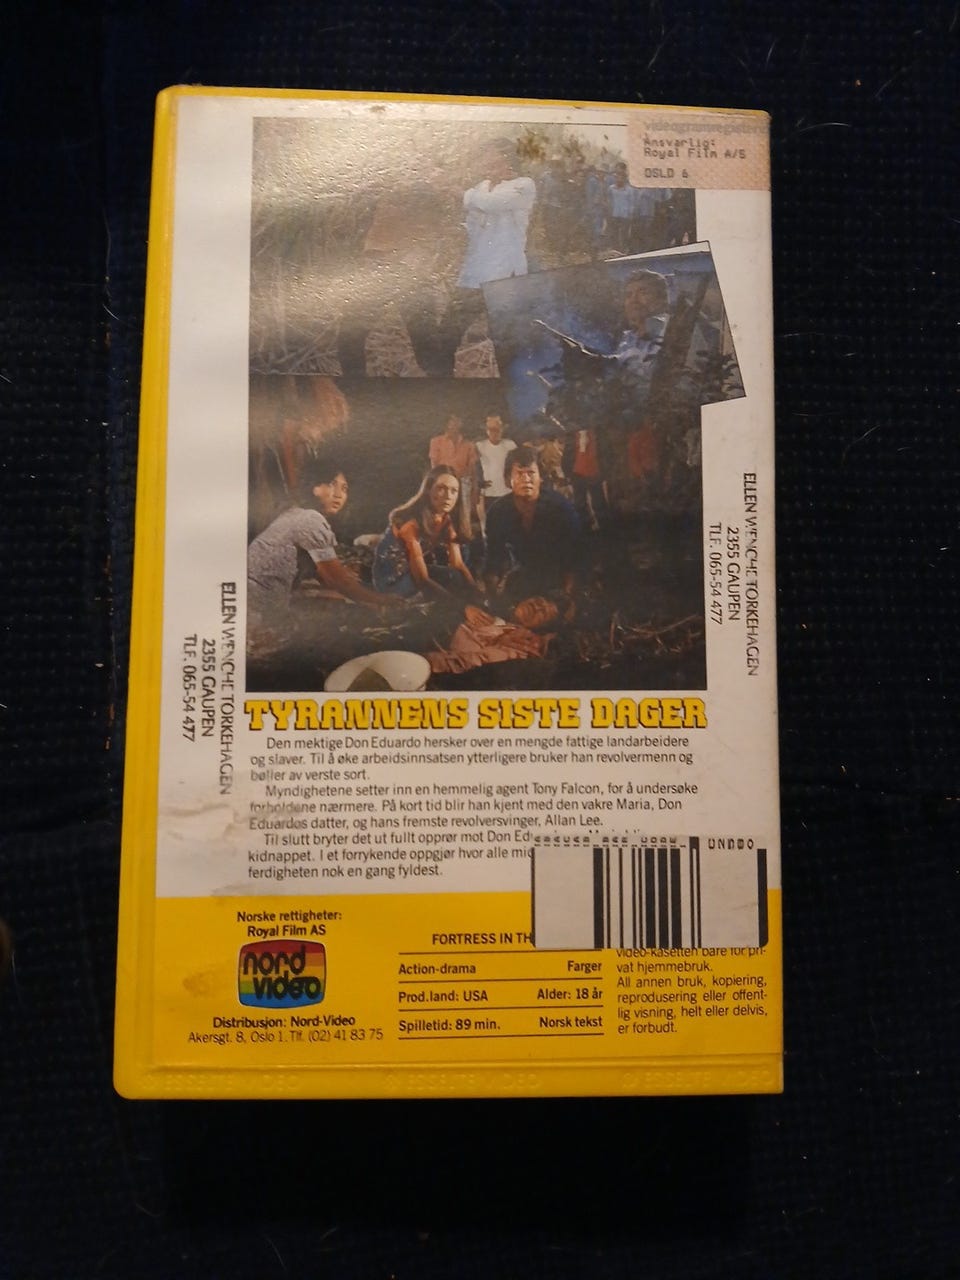 videogramregister
Ansvarlig:
Royal Film A/S
OSLO 6
ELLEN WENCHE TORKEHAGEN
2355 GAUPEN
TLF. 065-54 477
ELLEN WENCHE TORKEHAGEN
2355 GAUPEN
TLF. 065-54 477
TYRANNENS SISTE DAGER
Den mektige Don Eduardo hersker over en mengde fattige landarbeidere
og slaver. Til å øke arbeidsinnsatsen ytterligere bruker han revolvermenn og
bøller av verste sort.
Myndighetene setter inn en hemmelig agent Tony Falcon, for å undersøke
forholdene nærmere. På kort tid blir han kjent med den vakre Maria, Don
Eduardos datter, og hans fremste revolversvinger, Allan Lee.
Til slutt bryter det ut fullt opprør mot Don
kidnappet. I et forrykende oppgjør hvor alle
ferdigheten nok en gang fyldest.
Norske rettigheter:
Royal Film AS
nord
video
Distribusjon: Nord-Video
Akersgt. 8, Oslo 1. Tlf. (02) 41 83 75
FORTRESS IN TH
Action-drama Farger
Prod.land: USA Alder: 18 år
Spilletid: 89 min. Norsk tekst
video-kasetten bare for pri-
vat hjemmebruk.
All annen bruk, kopiering,
reprodusering eller offent-
lig visning, helt eller delvis,
er forbudt.
ESSELTE VIDEO ESSELTE VIDEO ESSELTE VIDEO